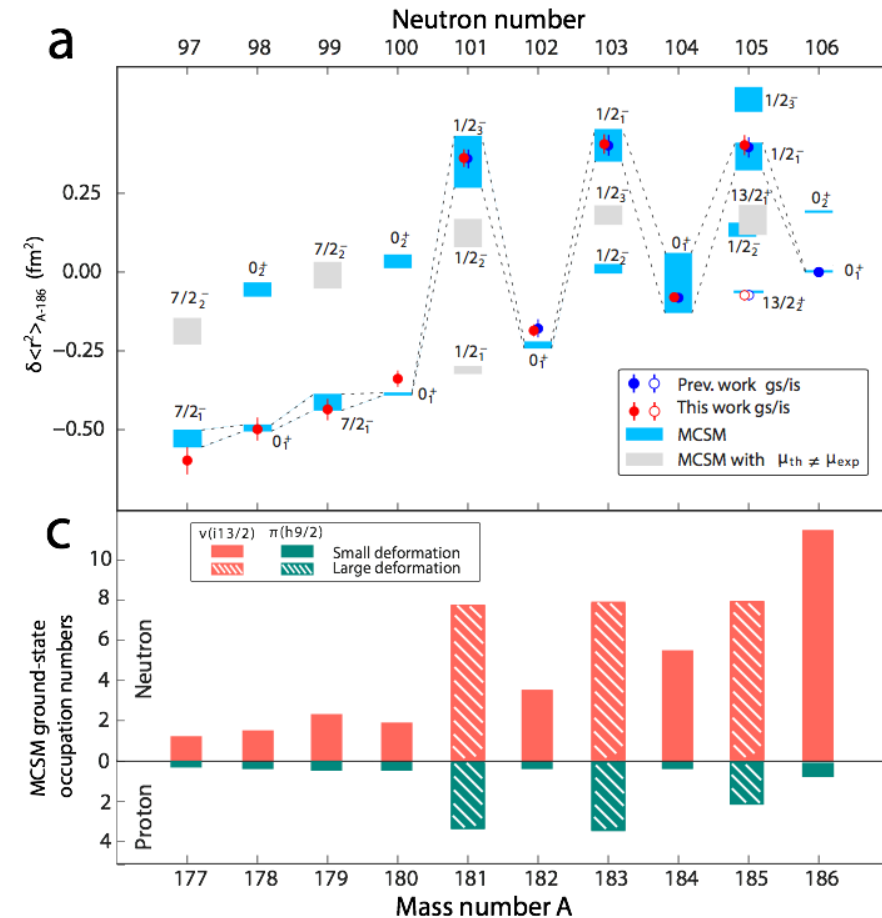 a
Neutron number
97 98 99 100 101 102 103 104 105 106
δ<r²>A-186 (fm²)
0.25
0.00
−0.25
−0.50
7/2₂⁻
7/2₁⁻
0₂⁺
0₁⁺
7/2₂⁻
7/2₁⁻
0₂⁺
0₁⁺
1/2₃⁻
1/2₂⁻
1/2₁⁻
0₁⁺
1/2₁⁻
1/2₃⁻
1/2₂⁻
0₁⁺
1/2₃⁻
1/2₁⁻
13/2₁⁺
1/2₂⁻
13/2₂⁺
0₂⁺
0₁⁺
Prev. work gs/is
This work gs/is
MCSM
MCSM with μth ≠ μexp
c
ν(i13/2) π(h9/2)
Small deformation
Large deformation
MCSM ground-state
occupation numbers
Neutron
Proton
10
8
6
4
2
0
2
4
177 178 179 180 181 182 183 184 185 186
Mass number A